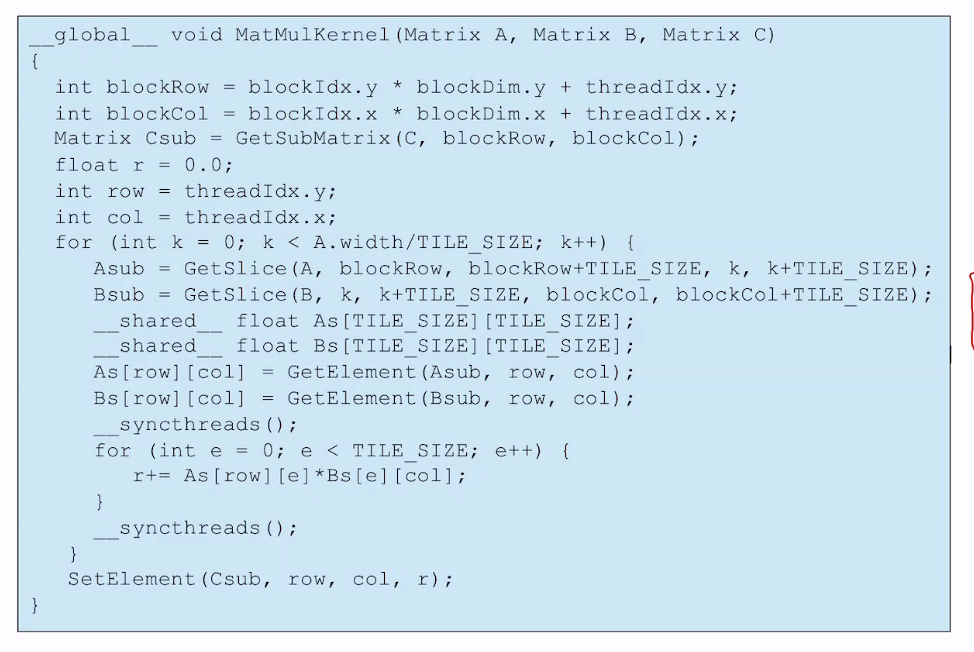 __global__ void MatMulKernel(Matrix A, Matrix B, Matrix C)
{
int blockRow = blockIdx.y * blockDim.y + threadIdx.y;
int blockCol = blockIdx.x * blockDim.x + threadIdx.x;
Matrix Csub = GetSubMatrix(C, blockRow, blockCol);
float r = 0.0;
int row = threadIdx.y;
int col = threadIdx.x;
for (int k = 0; k < A.width/TILE_SIZE; k++) {
Asub = GetSlice(A, blockRow, blockRow+TILE_SIZE, k, k+TILE_SIZE);
Bsub = GetSlice(B, k, k+TILE_SIZE, blockCol, blockCol+TILE_SIZE);
__shared__ float As[TILE_SIZE][TILE_SIZE];
__shared__ float Bs[TILE_SIZE][TILE_SIZE];
As[row][col] = GetElement(Asub, row, col);
Bs[row][col] = GetElement(Bsub, row, col);
__syncthreads();
for (int e = 0; e < TILE_SIZE; e++) {
r+= As[row][e]*Bs[e][col];
}
__syncthreads();
}
SetElement(Csub, row, col, r);
}